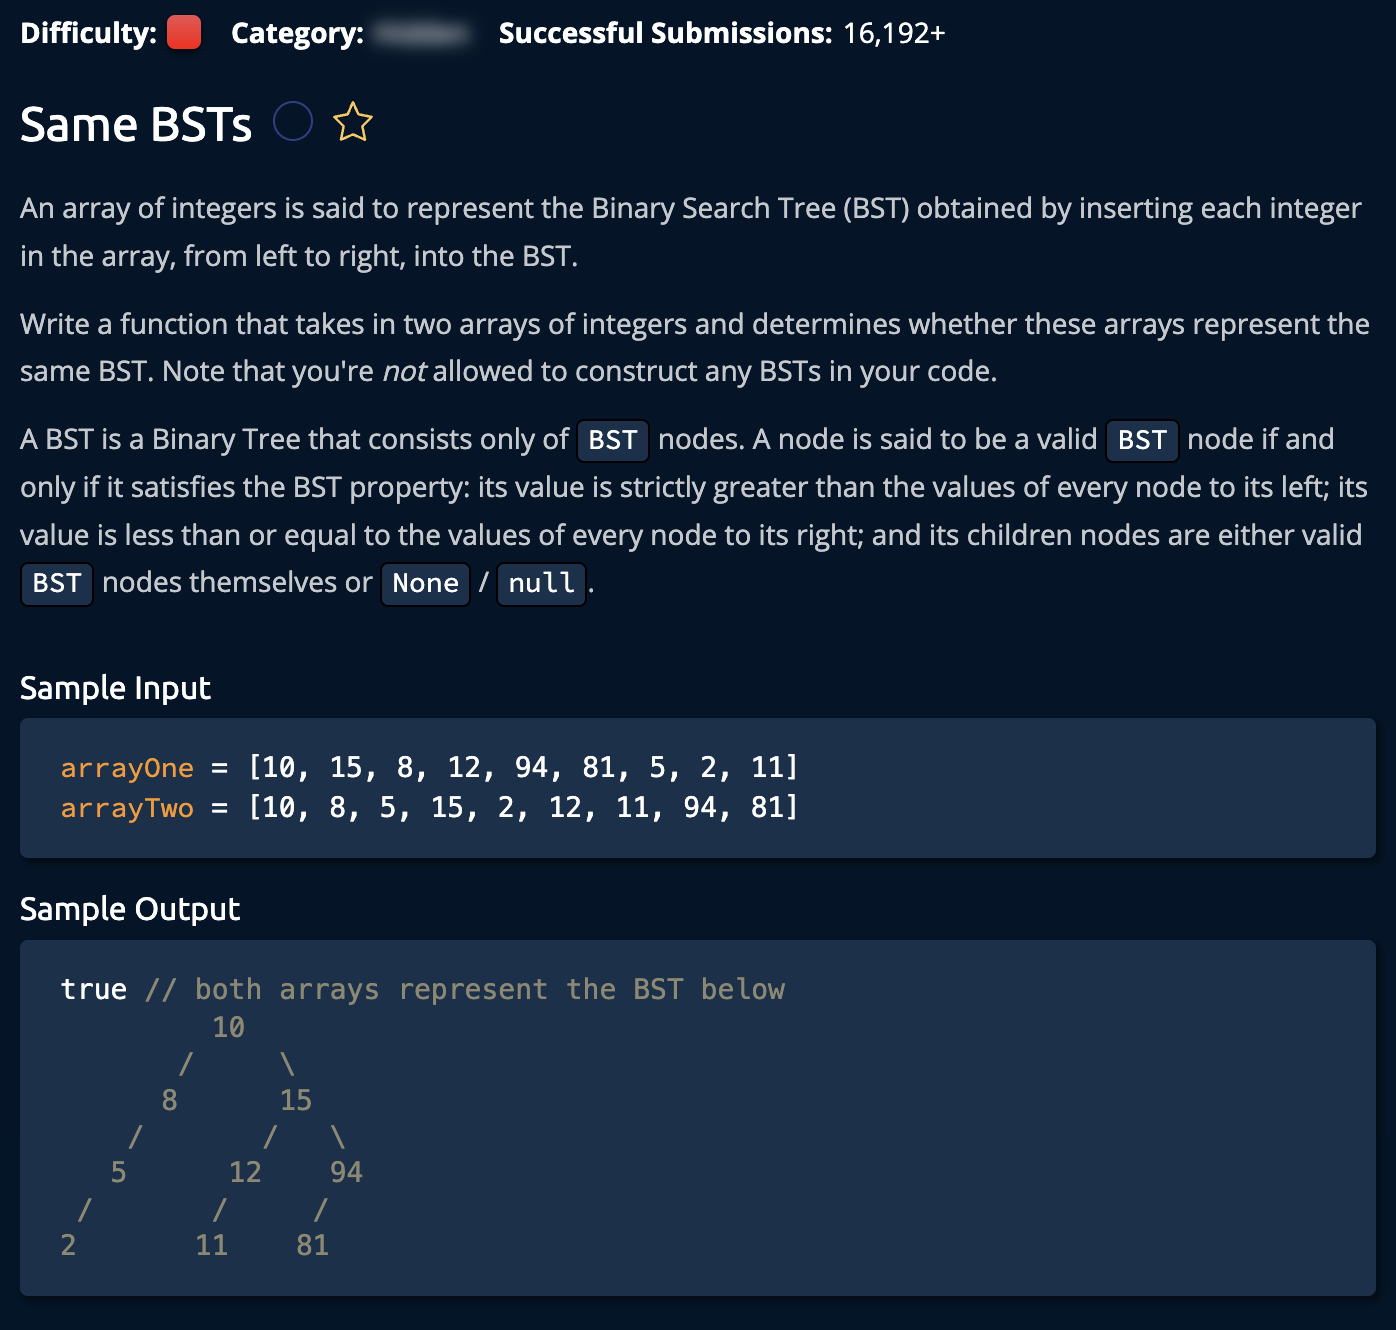 Difficulty: Category: Successful Submissions: 16,192+
Same BSTs
An array of integers is said to represent the Binary Search Tree (BST) obtained by inserting each integer
in the array, from left to right, into the BST.
Write a function that takes in two arrays of integers and determines whether these arrays represent the
same BST. Note that you're not allowed to construct any BSTs in your code.
A BST is a Binary Tree that consists only of BST nodes. A node is said to be a valid BST node if and
only if it satisfies the BST property: its value is strictly greater than the values of every node to its left; its
value is less than or equal to the values of every node to its right; and its children nodes are either valid
BST nodes themselves or None / null.
Sample Input
arrayOne = [10, 15, 8, 12, 94, 81, 5, 2, 11]
arrayTwo = [10, 8, 5, 15, 2, 12, 11, 94, 81]
Sample Output
true // both arrays represent the BST below
10
/ \
8 15
/ / \
5 12 94
/ / /
2 11 81